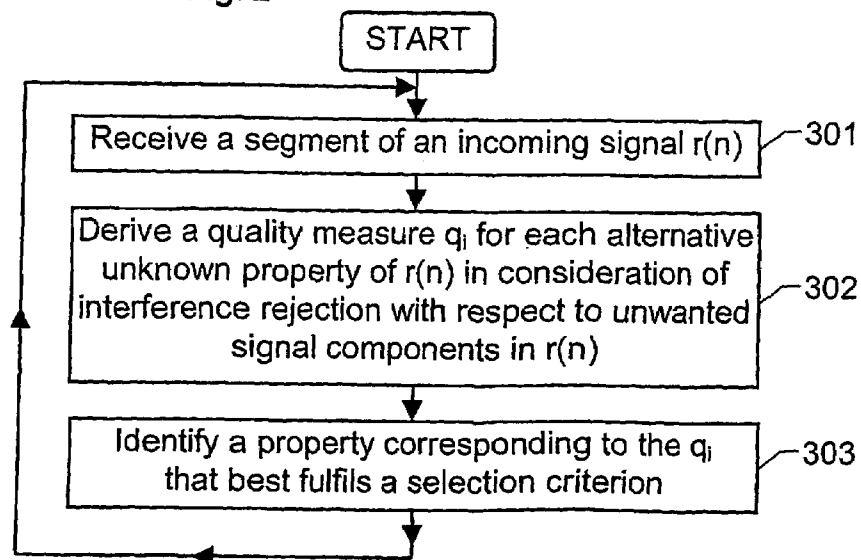 START
Receive a segment of an incoming signal r(n)
301
Derive a quality measure qi for each alternative
unknown property of r(n) in consideration of
interference rejection with respect to unwanted
signal components in r(n)
302
Identify a property corresponding to the qi
that best fulfils a selection criterion
303